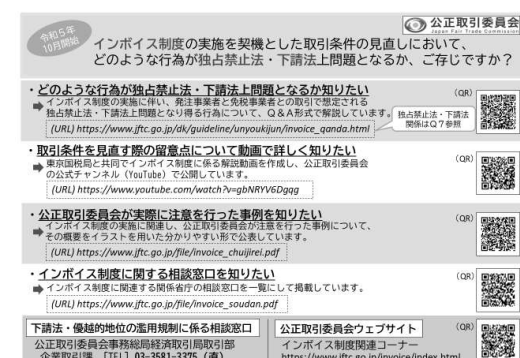 令和5年
10月開始
公正取引委員会
Japan Fair Trade Commission
インボイス制度の実施を契機とした取引条件の見直しにおいて、
どのような行為が独占禁止法・下請法上問題となるか、ご存じですか？
・どのような行為が独占禁止法・下請法上問題となるか知りたい
(QR)
➡ インボイス制度の実施に伴い、発注事業者と免税事業者との取引で想定される
独占禁止法・下請法上問題となり得る行為について、Ｑ＆Ａ形式で解説しています。
独占禁止法・下請法
関係はＱ７参照
(URL) https://www.jftc.go.jp/dk/guideline/unyoukijun/invoice_qanda.html
・取引条件を見直す際の留意点について動画で詳しく知りたい
(QR)
➡ 東京国税局と共同でインボイス制度に係る解説動画を作成し、公正取引委員会
の公式チャンネル（YouTube）で公開しています。
(URL) https://www.youtube.com/watch?v=gbNRYV6Dgqg
・公正取引委員会が実際に注意を行った事例を知りたい
(QR)
➡ インボイス制度の実施に関連し、公正取引委員会が注意を行った事例について、
その概要をイラストを用いた分かりやすい形で公表しています。
(URL) https://www.jftc.go.jp/file/invoice_chuijirei.pdf
・インボイス制度に関する相談窓口を知りたい
(QR)
➡ インボイス制度に関連する関係省庁の相談窓口を一覧にして掲載しています。
(URL) https://www.jftc.go.jp/file/invoice_soudan.pdf
下請法・優越的地位の濫用規制に係る相談窓口
公正取引委員会事務総局経済取引局取引部
企業取引課 [TEL] 03-3581-3375（直）
公正取引委員会ウェブサイト
(QR)
インボイス制度関連コーナー
https://www.jftc.go.jp/invoice/index.html